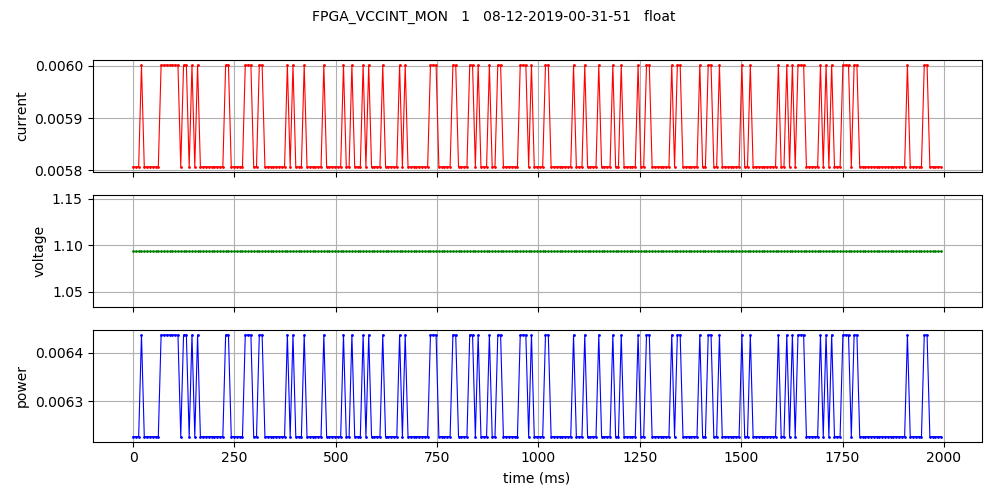 FPGA_VCCINT_MON   1   08-12-2019-00-31-51   float
0.0060
0.0059
0.0058
current
1.15
1.10
1.05
voltage
0.0064
0.0063
power
0 250 500 750 1000 1250 1500 1750 2000
time (ms)